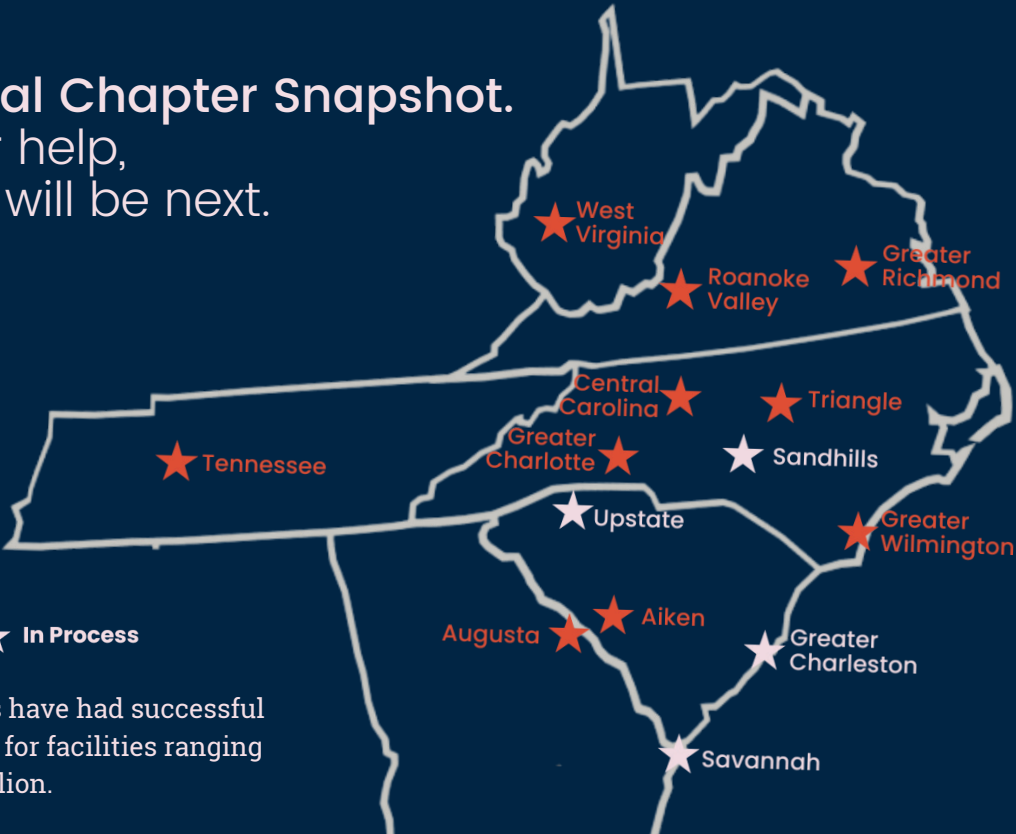 al Chapter Snapshot.
help,
will be next.
West
Virginia
Greater
Richmond
Roanoke
Valley
Central
Carolina
Triangle
Greater
Charlotte
Sandhills
Tennessee
Upstate
Greater
Wilmington
Aiken
Augusta
In Process
Greater
Charleston
s have had successful
for facilities ranging
lion.
Savannah